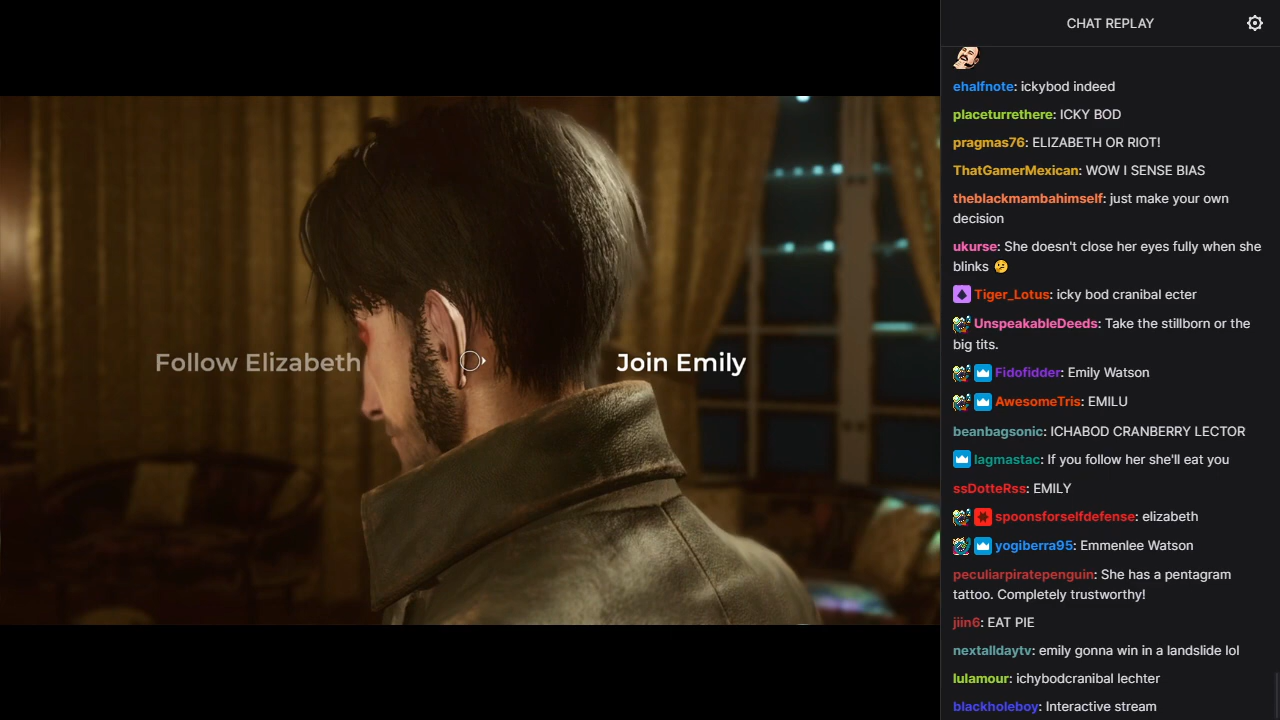 Follow Elizabeth
Join Emily
CHAT REPLAY
ehalfnote: ickybod indeed
placeturrethere: ICKY BOD
pragmas76: ELIZABETH OR RIOT!
ThatGamerMexican: WOW I SENSE BIAS
theblackmambahimself: just make your own
decision
ukurse: She doesn't close her eyes fully when she
blinks 🤔
Tiger_Lotus: icky bod cranibal ecter
UnspeakableDeeds: Take the stillborn or the
big tits.
Fidofidder: Emily Watson
AwesomeTris: EMILU
beanbagsonic: ICHABOD CRANBERRY LECTOR
lagmastac: If you follow her she'll eat you
ssDotteRss: EMILY
spoonsforselfdefense: elizabeth
yogiberra95: Emmenlee Watson
peculiarpiratepenguin: She has a pentagram
tattoo. Completely trustworthy!
jiin6: EAT PIE
nextalldaytv: emily gonna win in a landslide lol
lulamour: ichybodcranibal lechter
blackholeboy: Interactive stream